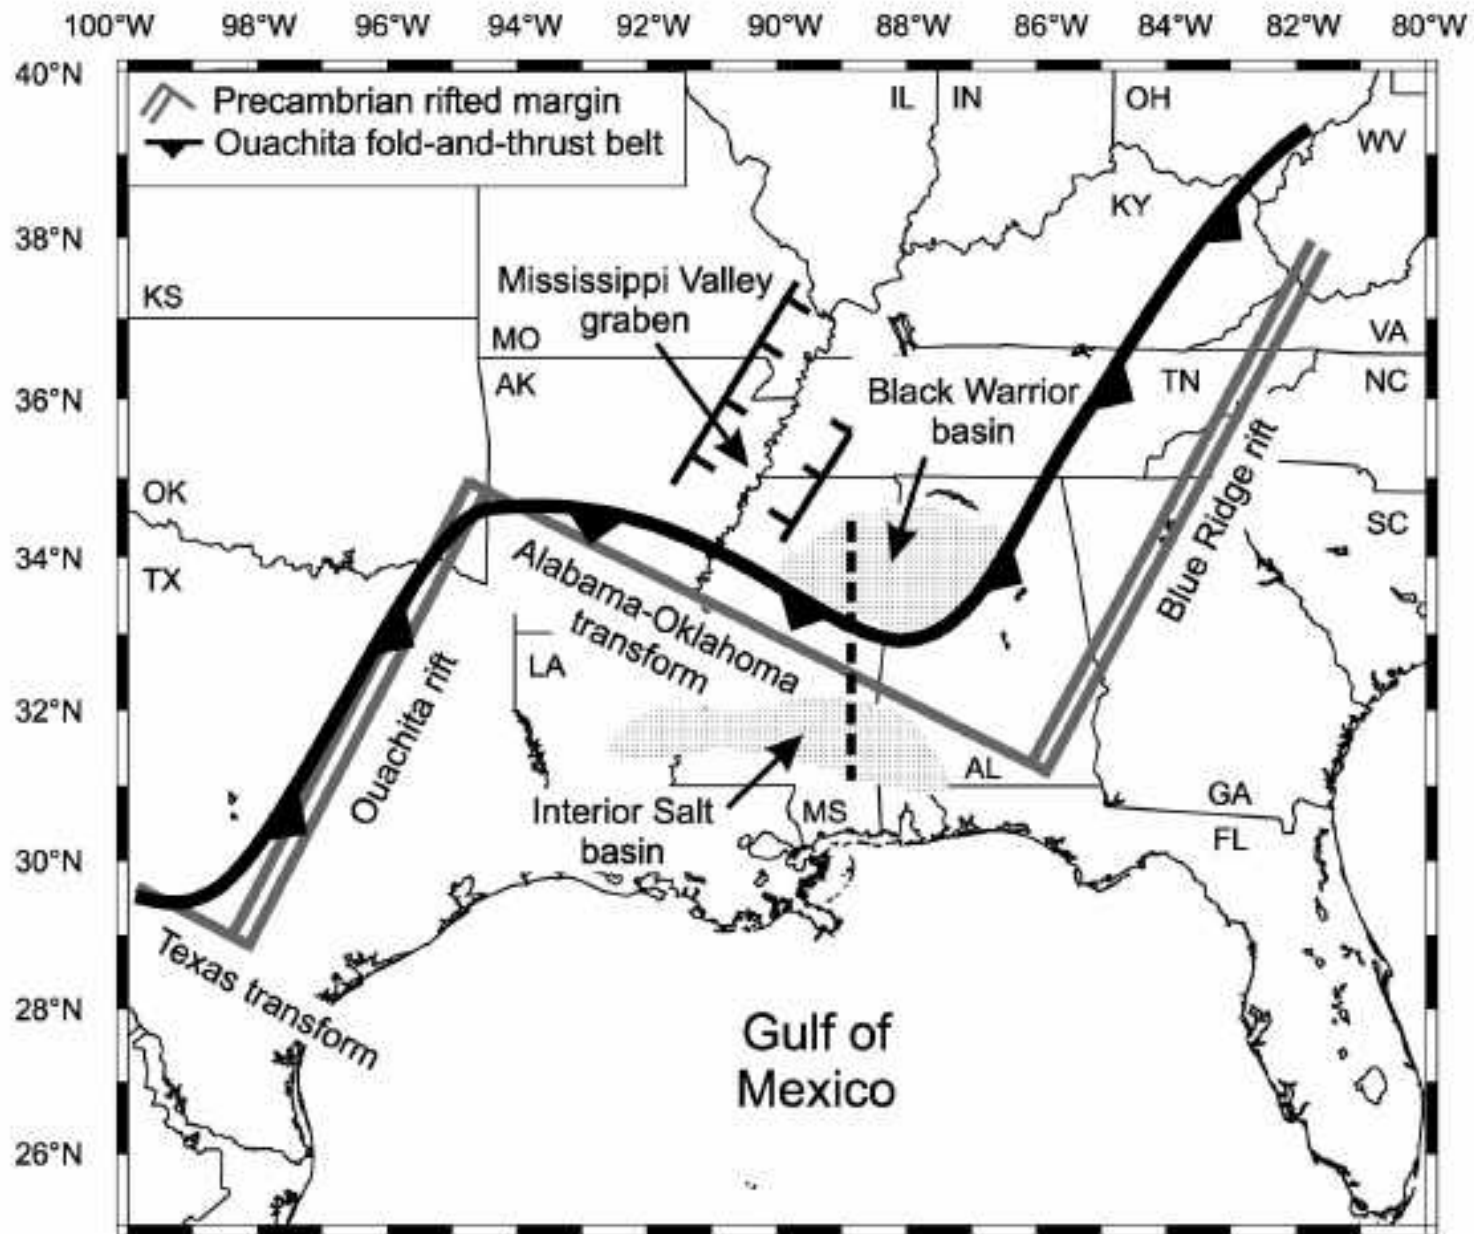 100°W 98°W 96°W 94°W 92°W 90°W 88°W 86°W 84°W 82°W 80°W
40°N
Precambrian rifted margin
Ouachita fold-and-thrust belt
IL IN OH
WV
KY
38°N
Mississippi Valley
graben
KS
MO
VA
AK
TN
NC
36°N
Black Warrior
basin
OK
SC
34°N
TX
Alabama-Oklahoma
transform
Blue Ridge rift
LA
32°N
Ouachita rift
AL
GA
Interior Salt
basin
MS
FL
30°N
Texas transform
28°N
Gulf of
Mexico
26°N